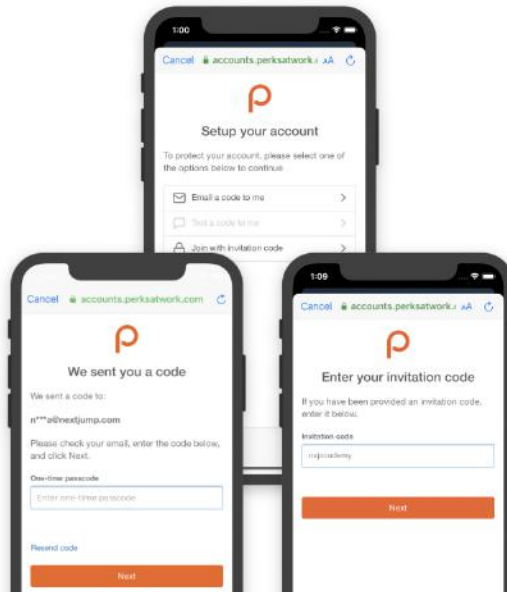 1:00
Cancel accounts.perksatwork.c AA
Setup your account
To protect your account, please select one of
the options below to continue
Email a code to me
Text a code to me
Join with invitation code
Cancel accounts.perksatwork.com
We sent you a code
We sent a code to:
n***a@nextjump.com
Please check your email, enter the code below,
and click Next.
One-time passcode
Enter one-time passcode
Resend code
Next
1:09
Cancel accounts.perksatwork.c AA
Enter your invitation code
If you have been provided an invitation code,
enter it below.
Invitation code
Next